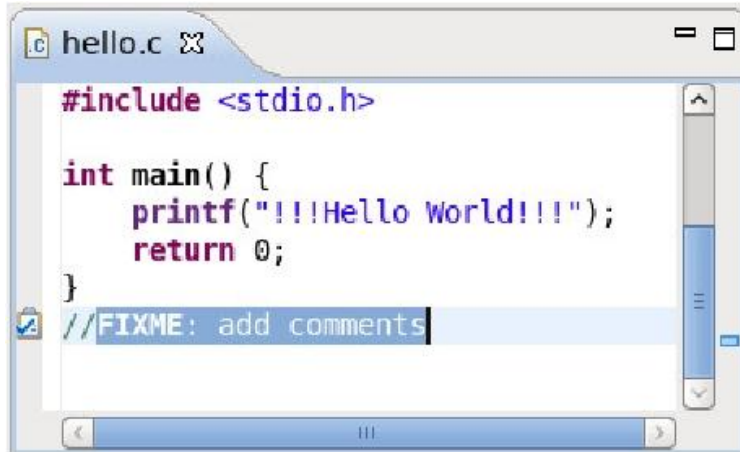 hello.c
#include <stdio.h>
int main() {
    printf("!!!Hello World!!!");
    return 0;
}
//FIXME: add comments